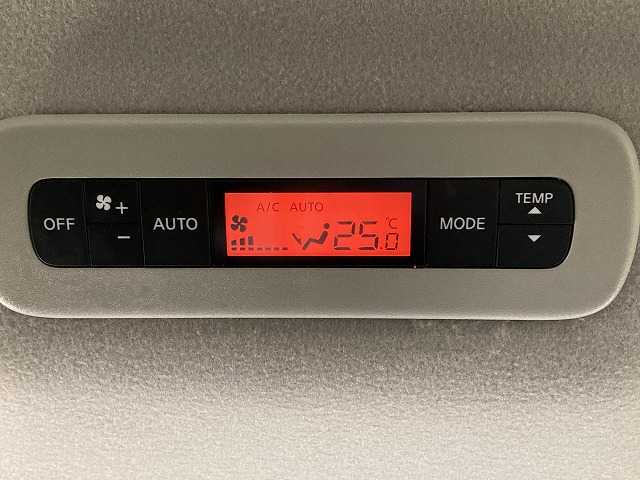 OFF
+
-
AUTO
A/C AUTO
25.0 °C
MODE
TEMP